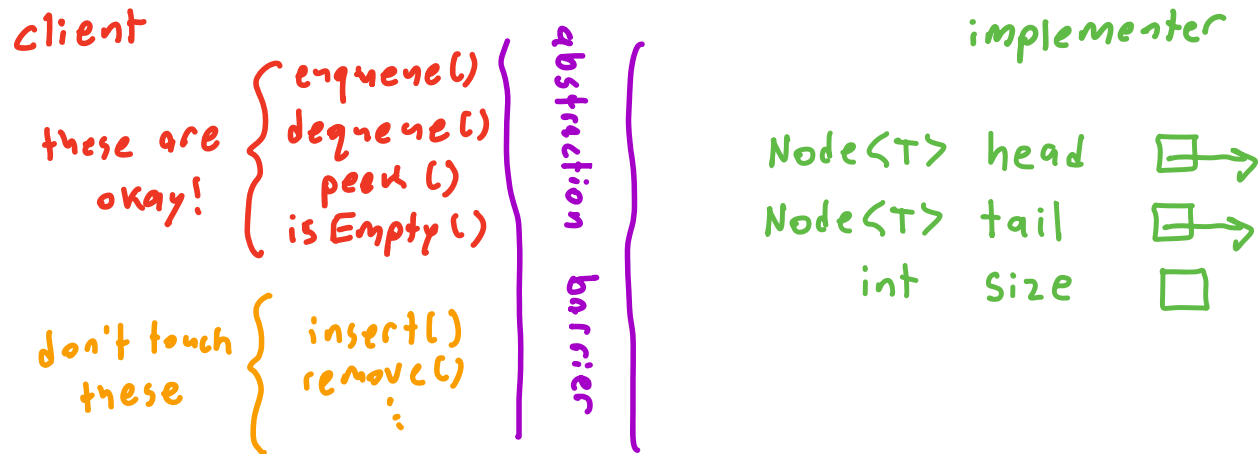 client
implementer
these are
okay!
enqueue()
dequeue()
peek()
isEmpty()
don't touch
these
insert()
remove()
⋮
abstraction barrier
Node<T> head
Node<T> tail
int size